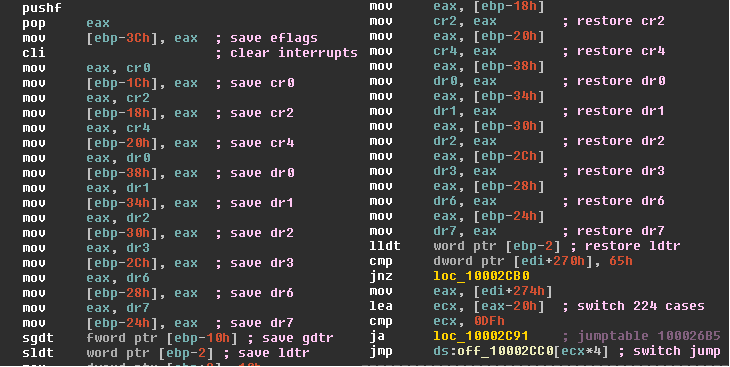 pushf
pop eax
mov [ebp-3Ch], eax ; save eflags
cli ; clear interrupts
mov eax, cr0
mov [ebp-1Ch], eax ; save cr0
mov eax, cr2
mov [ebp-18h], eax ; save cr2
mov eax, cr4
mov [ebp-20h], eax ; save cr4
mov eax, dr0
mov [ebp-38h], eax ; save dr0
mov eax, dr1
mov [ebp-34h], eax ; save dr1
mov eax, dr2
mov [ebp-30h], eax ; save dr2
mov eax, dr3
mov [ebp-2Ch], eax ; save dr3
mov eax, dr6
mov [ebp-28h], eax ; save dr6
mov eax, dr7
mov [ebp-24h], eax ; save dr7
sgdt fword ptr [ebp-10h] ; save gdtr
sldt word ptr [ebp-2] ; save ldtr
mov eax, [ebp-18h]
mov cr2, eax ; restore cr2
mov eax, [ebp-20h]
mov cr4, eax ; restore cr4
mov eax, [ebp-38h]
mov dr0, eax ; restore dr0
mov eax, [ebp-34h]
mov dr1, eax ; restore dr1
mov eax, [ebp-30h]
mov dr2, eax ; restore dr2
mov eax, [ebp-2Ch]
mov dr3, eax ; restore dr3
mov eax, [ebp-28h]
mov dr6, eax ; restore dr6
mov eax, [ebp-24h]
mov dr7, eax ; restore dr7
lldt word ptr [ebp-2] ; restore ldtr
cmp dword ptr [edi+270h], 65h
jnz loc_10002CB0
mov eax, [edi+274h]
lea ecx, [eax-20h] ; switch 224 cases
cmp ecx, 0DFh
ja loc_10002C91 ; jumptable 100026B5
jmp ds:off_10002CC0[ecx*4] ; switch jump